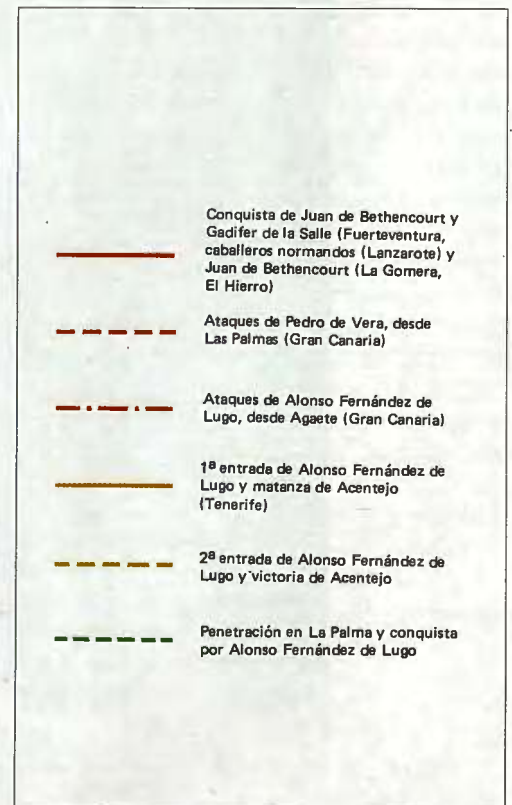 Conquista de Juan de Bethencourt y
Gadifer de la Salle (Fuerteventura,
caballeros normandos (Lanzarote) y
Juan de Bethencourt (La Gomera,
El Hierro)
Ataques de Pedro de Vera, desde
Las Palmas (Gran Canaria)
Ataques de Alonso Fernández de
Lugo, desde Agaete (Gran Canaria)
1ª entrada de Alonso Fernández de
Lugo y matanza de Acentejo
(Tenerife)
2ª entrada de Alonso Fernández de
Lugo y victoria de Acentejo
Penetración en La Palma y conquista
por Alonso Fernández de Lugo